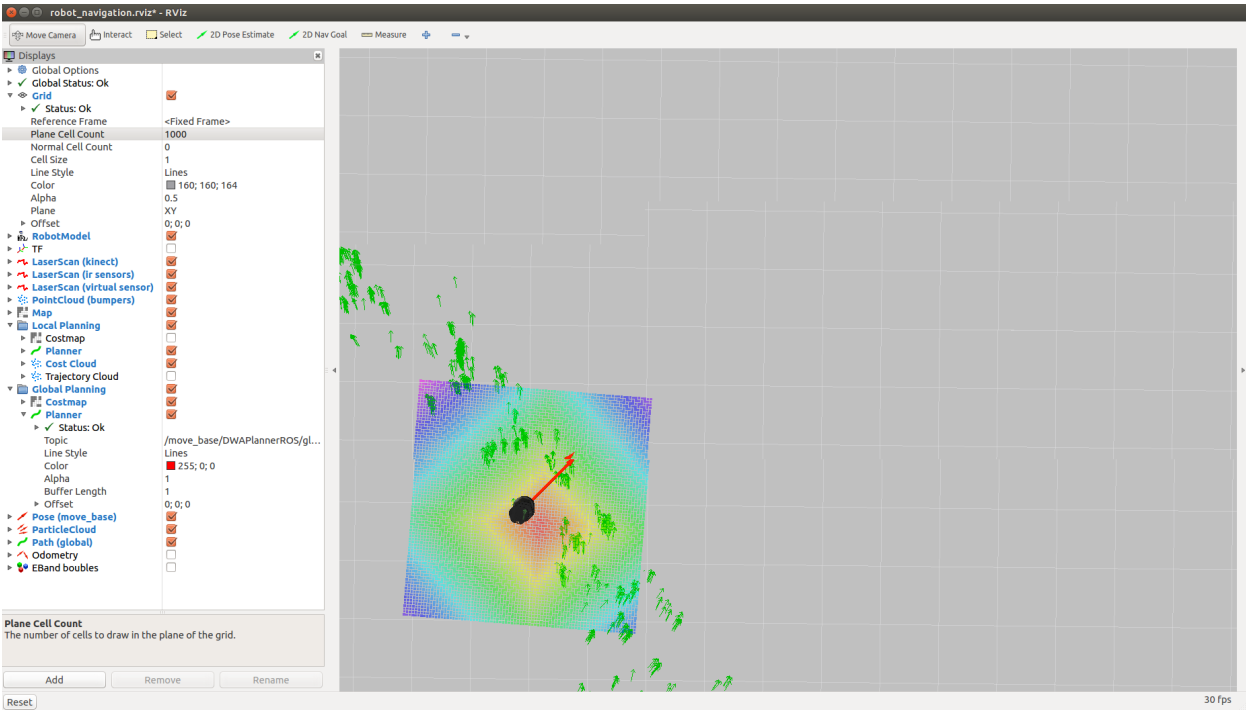 robot_navigation.rviz* - RViz
Move Camera Interact Select 2D Pose Estimate 2D Nav Goal Measure
Displays
Global Options
Global Status: Ok
Grid
Status: Ok
Reference Frame <Fixed Frame>
Plane Cell Count 1000
Normal Cell Count 0
Cell Size 1
Line Style Lines
Color 160; 160; 164
Alpha 0.5
Plane XY
Offset 0; 0; 0
RobotModel
TF
LaserScan (kinect)
LaserScan (ir sensors)
LaserScan (virtual sensor)
PointCloud (bumpers)
Map
Local Planning
Costmap
Planner
Cost Cloud
Trajectory Cloud
Global Planning
Costmap
Planner
Status: Ok
Topic /move_base/DWAPlannerROS/gl...
Line Style Lines
Color 255; 0; 0
Alpha 1
Buffer Length 1
Offset 0; 0; 0
Pose (move_base)
ParticleCloud
Path (global)
Odometry
EBand boubles
Plane Cell Count
The number of cells to draw in the plane of the grid.
Add Remove Rename
Reset 30 fps